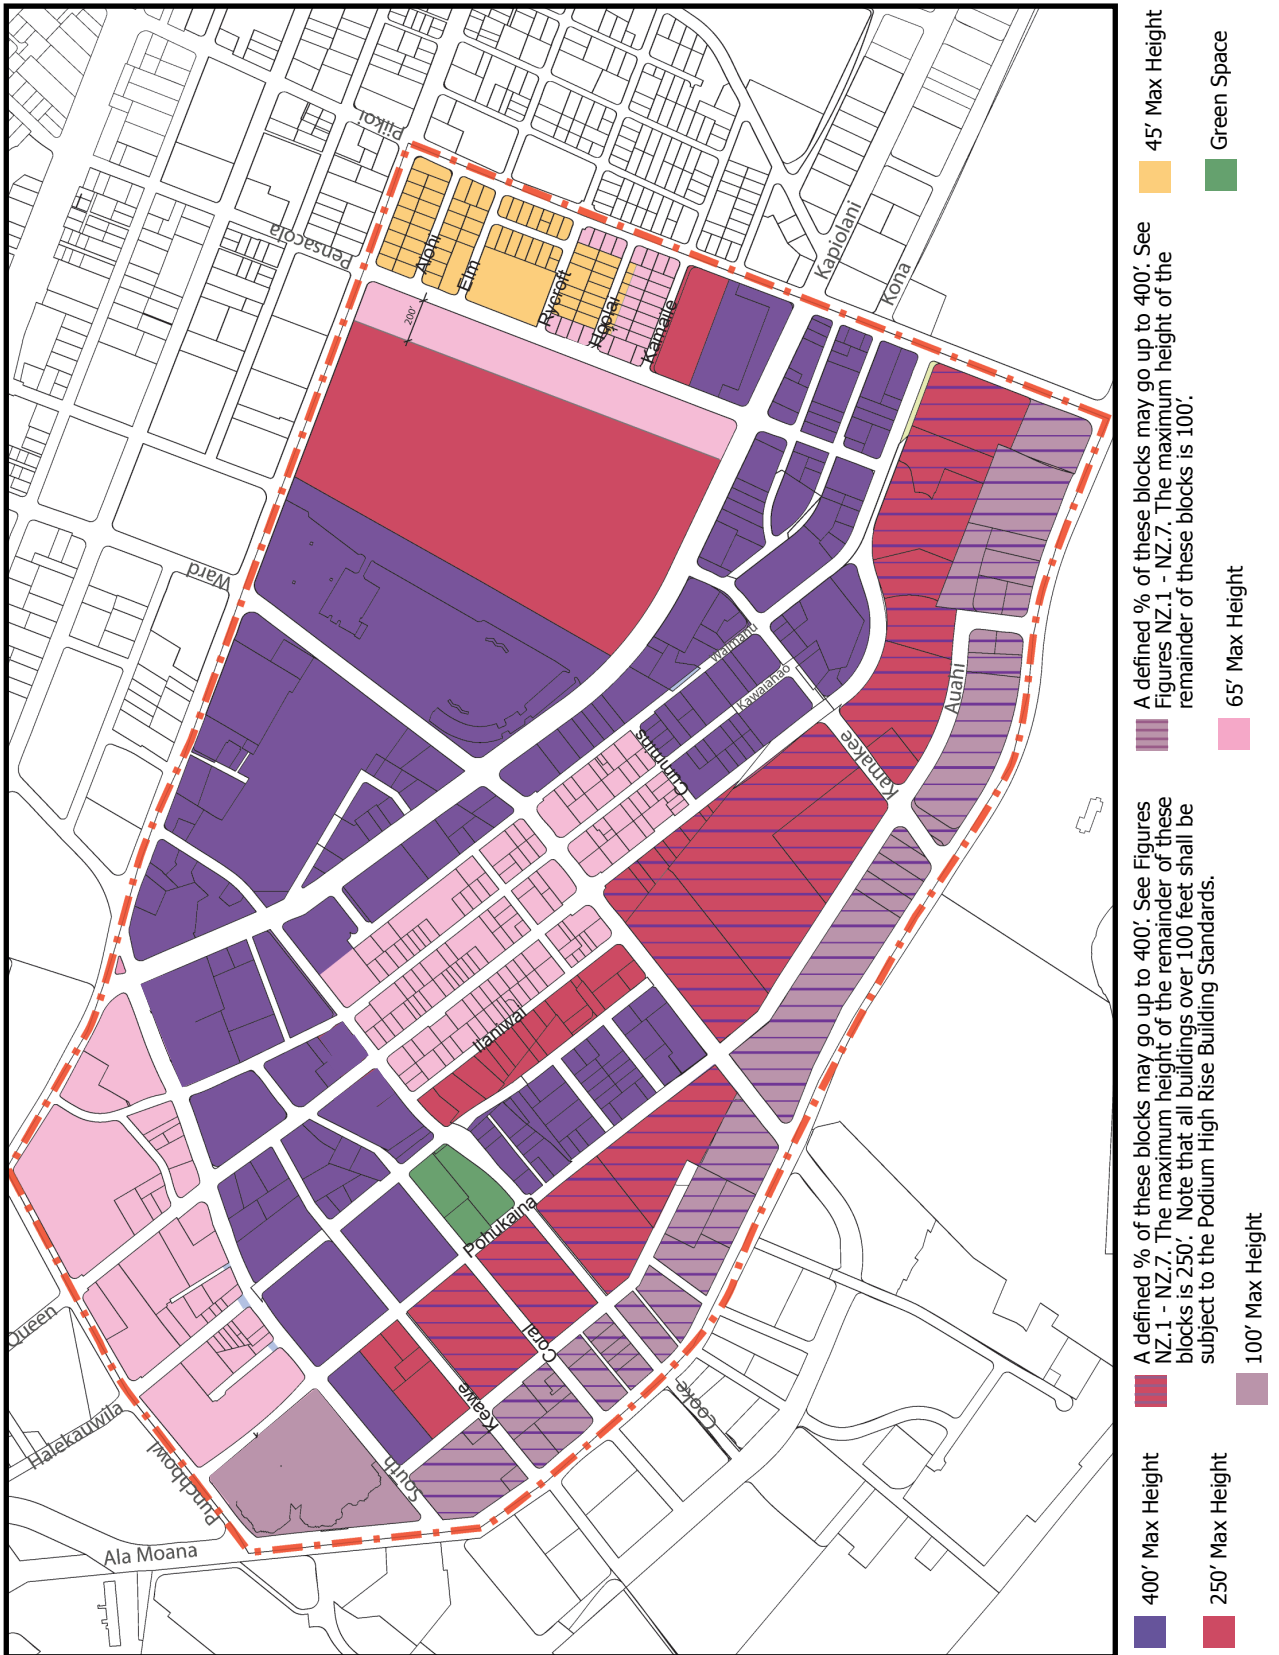 Piikoi
Pensacola
Ward
Aloni
Elm
Rycroft
Hoolai
Kamaile
200'
Kapiolani
Kona
Waimanu
Kawaiahao
Cummins
Kamakee
Auahi
Ilaniwai
Pohukaina
Coral
Keawe
Cooke
South
Queen
Halekauwila
Punchbowl
Ala Moana
400’ Max Height
250’ Max Height
A defined % of these blocks may go up to 400’. See Figures
NZ.1 - NZ.7. The maximum height of the remainder of these
blocks is 250’. Note that all buildings over 100 feet shall be
subject to the Podium High Rise Building Standards.
100’ Max Height
A defined % of these blocks may go up to 400’. See
Figures NZ.1 - NZ.7. The maximum height of the
remainder of these blocks is 100’.
65’ Max Height
45’ Max Height
Green Space